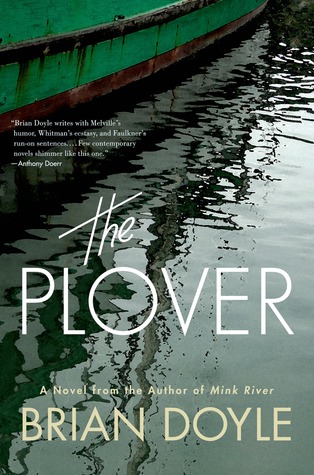 "Brian Doyle writes with Melville's
humor, Whitman's ecstasy, and Faulkner's
run-on sentences.... Few contemporary
novels shimmer like this one."
—Anthony Doerr
the
PLOVER
A Novel from the Author of Mink River
BRIAN DOYLE